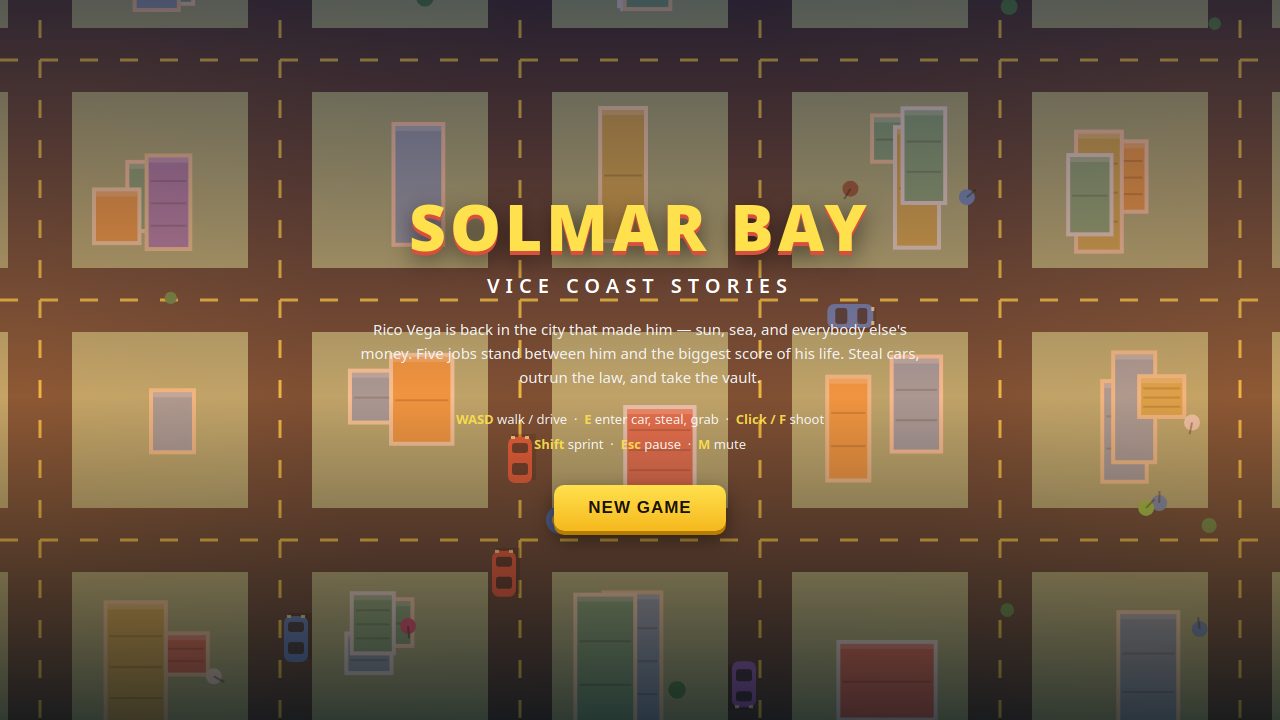 SOLMAR BAY
VICE COAST STORIES
Rico Vega is back in the city that made him — sun, sea, and everybody else's
money. Five jobs stand between him and the biggest score of his life. Steal cars,
outrun the law, and take the vault.
WASD walk / drive · E enter car, steal, grab · Click / F shoot
Shift sprint · Esc pause · M mute
NEW GAME